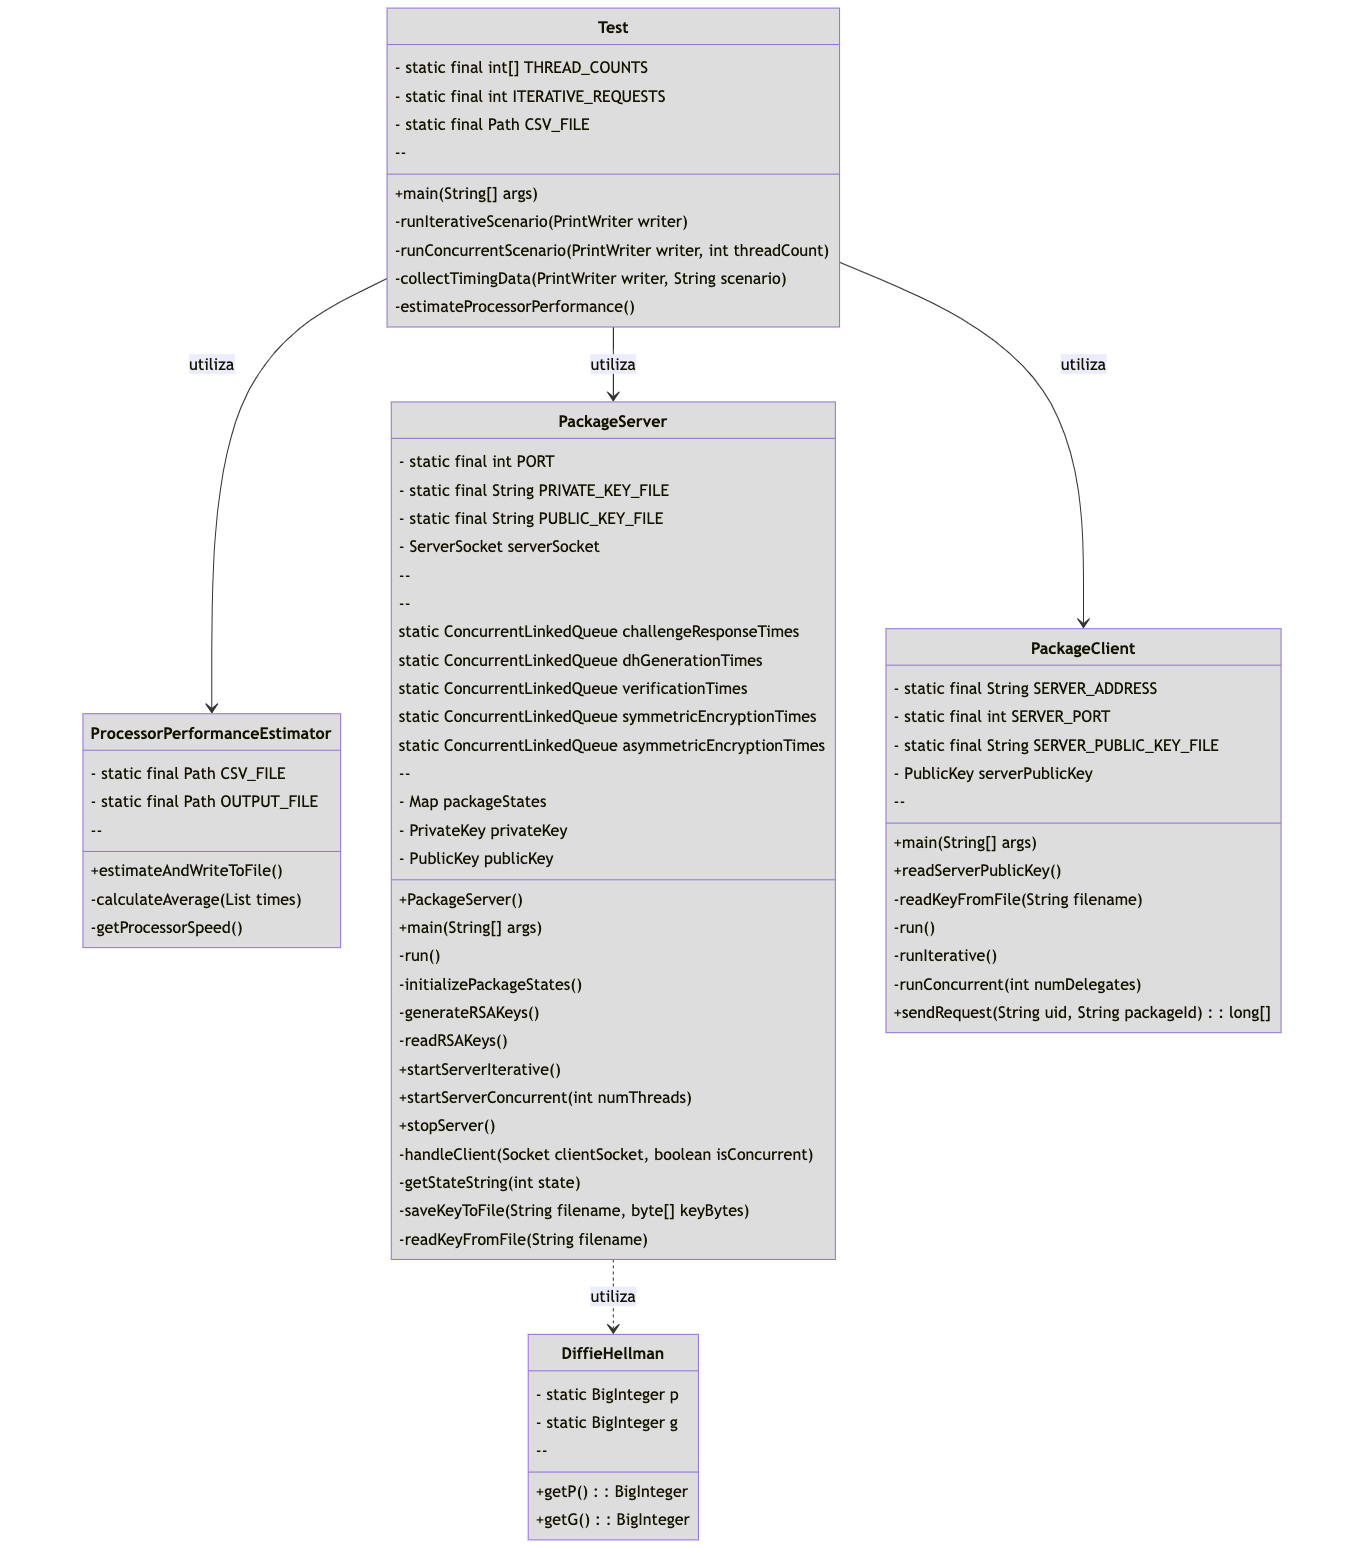 Test
- static final int[] THREAD_COUNTS
- static final int ITERATIVE_REQUESTS
- static final Path CSV_FILE
--
+main(String[] args)
-runIterativeScenario(PrintWriter writer)
-runConcurrentScenario(PrintWriter writer, int threadCount)
-collectTimingData(PrintWriter writer, String scenario)
-estimateProcessorPerformance()
utiliza
utiliza
utiliza
PackageServer
- static final int PORT
- static final String PRIVATE_KEY_FILE
- static final String PUBLIC_KEY_FILE
- ServerSocket serverSocket
--
--
static ConcurrentLinkedQueue challengeResponseTimes
static ConcurrentLinkedQueue dhGenerationTimes
static ConcurrentLinkedQueue verificationTimes
static ConcurrentLinkedQueue symmetricEncryptionTimes
static ConcurrentLinkedQueue asymmetricEncryptionTimes
--
- Map packageStates
- PrivateKey privateKey
- PublicKey publicKey
+PackageServer()
+main(String[] args)
-run()
-initializePackageStates()
-generateRSAKeys()
-readRSAKeys()
+startServerIterative()
+startServerConcurrent(int numThreads)
+stopServer()
-handleClient(Socket clientSocket, boolean isConcurrent)
-getStateString(int state)
-saveKeyToFile(String filename, byte[] keyBytes)
-readKeyFromFile(String filename)
PackageClient
- static final String SERVER_ADDRESS
- static final int SERVER_PORT
- static final String SERVER_PUBLIC_KEY_FILE
- PublicKey serverPublicKey
--
+main(String[] args)
+readServerPublicKey()
-readKeyFromFile(String filename)
-run()
-runIterative()
-runConcurrent(int numDelegates)
+sendRequest(String uid, String packageId) : : long[]
ProcessorPerformanceEstimator
- static final Path CSV_FILE
- static final Path OUTPUT_FILE
--
+estimateAndWriteToFile()
-calculateAverage(List times)
-getProcessorSpeed()
utiliza
DiffieHellman
- static BigInteger p
- static BigInteger g
--
+getP() : : BigInteger
+getG() : : BigInteger